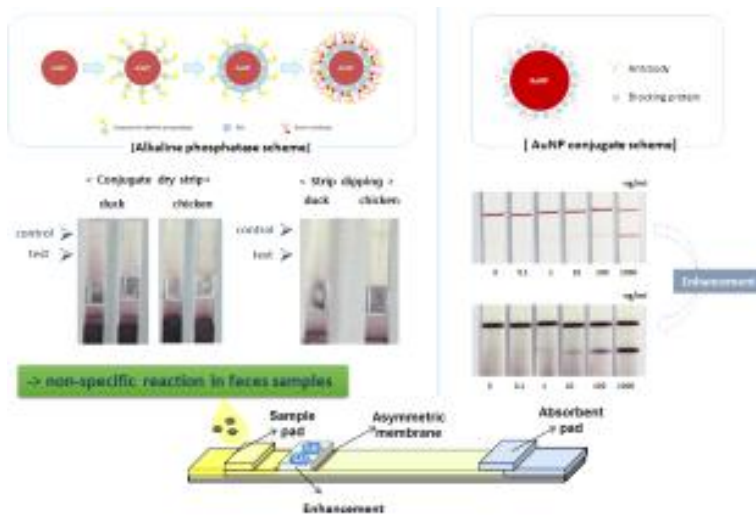 AuNP
[Alkaline phosphatase scheme]
AuNP
Antibody
Blocking protein
[ AuNP conjugate scheme]
< Conjugate dry strip>
duck chicken
control
test
< Strip dipping >
duck chicken
control
test
ng/ml
0 0.1 1 10 100 1000
Enhancement
ng/ml
0 0.1 1 10 100 1000
-> non-specific reaction in feces samples
Sample pad
Asymmetric membrane
Absorbent pad
Enhancement